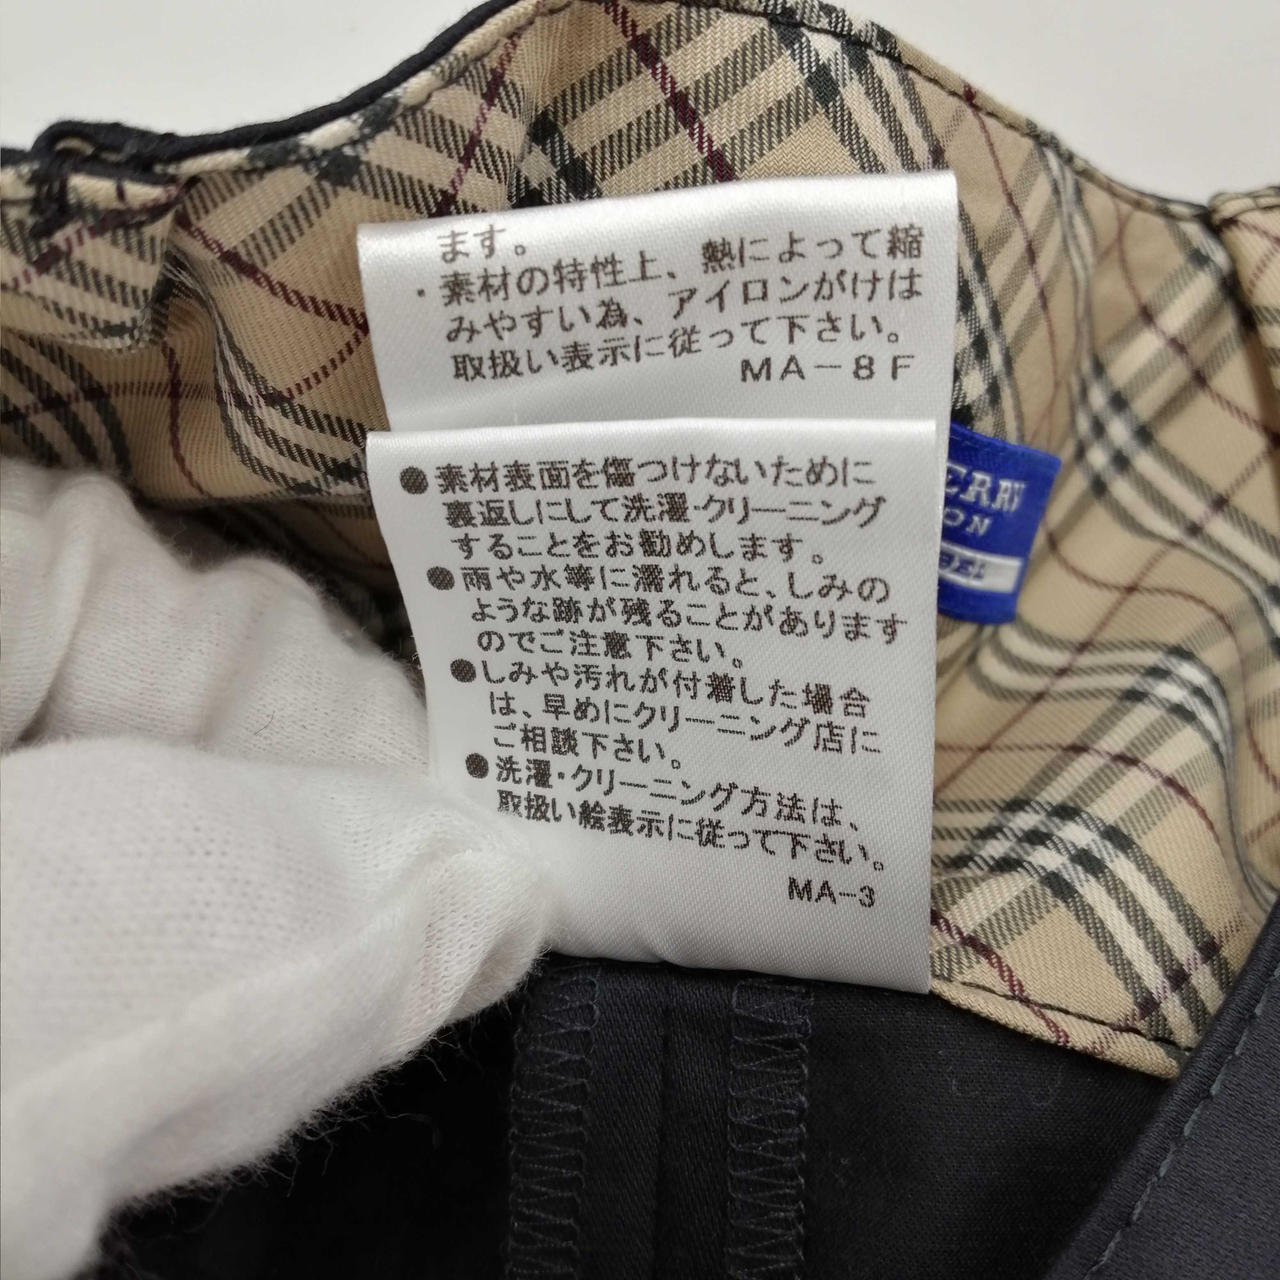 ます。
・素材の特性上、熱によって縮
みやすい為、アイロンがけは
取扱い表示に従って下さい。
MA－8F
●素材表面を傷つけないために
裏返しにして洗濯・クリーニング
することをお勧めします。
●雨や水等に濡れると、しみの
ような跡が残ることがあります
のでご注意下さい。
●しみや汚れが付着した場合
は、早めにクリーニング店に
ご相談下さい。
●洗濯・クリーニング方法は、
取扱い絵表示に従って下さい。
MA－3
ERR
ON
BEL